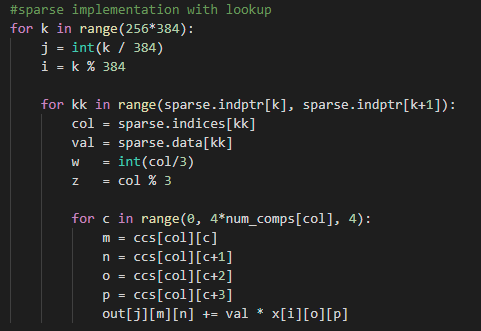 #sparse implementation with lookup
for k in range(256*384):
    j = int(k / 384)
    i = k % 384

    for kk in range(sparse.indptr[k], sparse.indptr[k+1]):
        col = sparse.indices[kk]
        val = sparse.data[kk]
        w   = int(col/3)
        z   = col % 3

        for c in range(0, 4*num_comps[col], 4):
            m = ccs[col][c]
            n = ccs[col][c+1]
            o = ccs[col][c+2]
            p = ccs[col][c+3]
            out[j][m][n] += val * x[i][o][p]